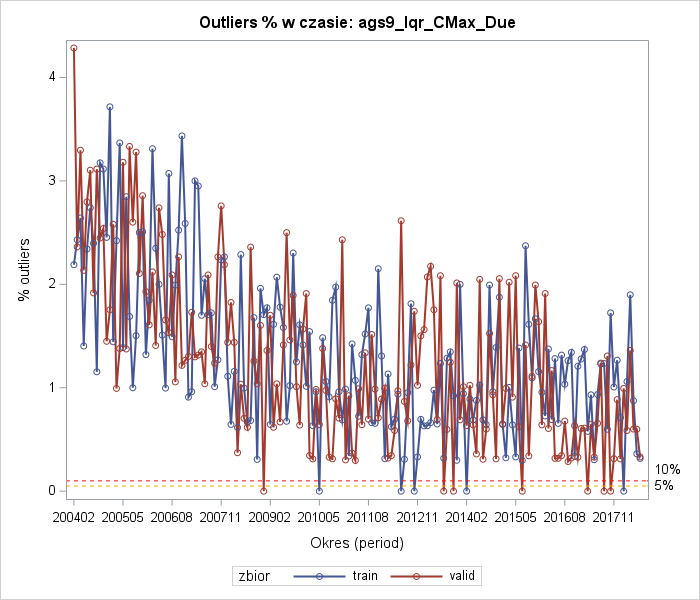 Outliers % w czasie: ags9_Iqr_CMax_Due
% outliers
4
3
2
1
0
10%
5%
200402 200505 200608 200711 200902 201005 201108 201211 201402 201505 201608 201711
Okres (period)
zbior train valid